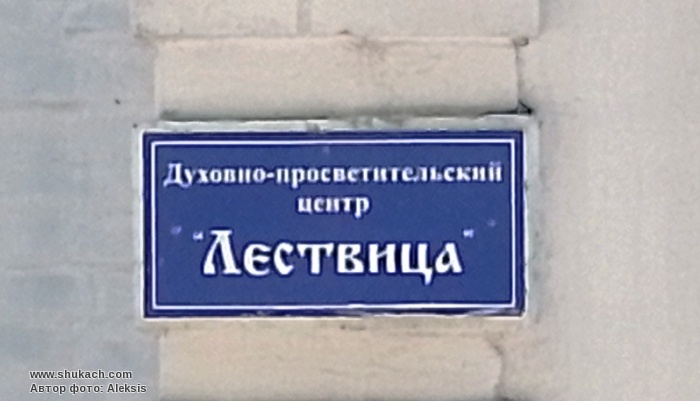 Духовно-просветительский
центр
"Лествица"
www.shukach.com
Автор фото: Aleksis